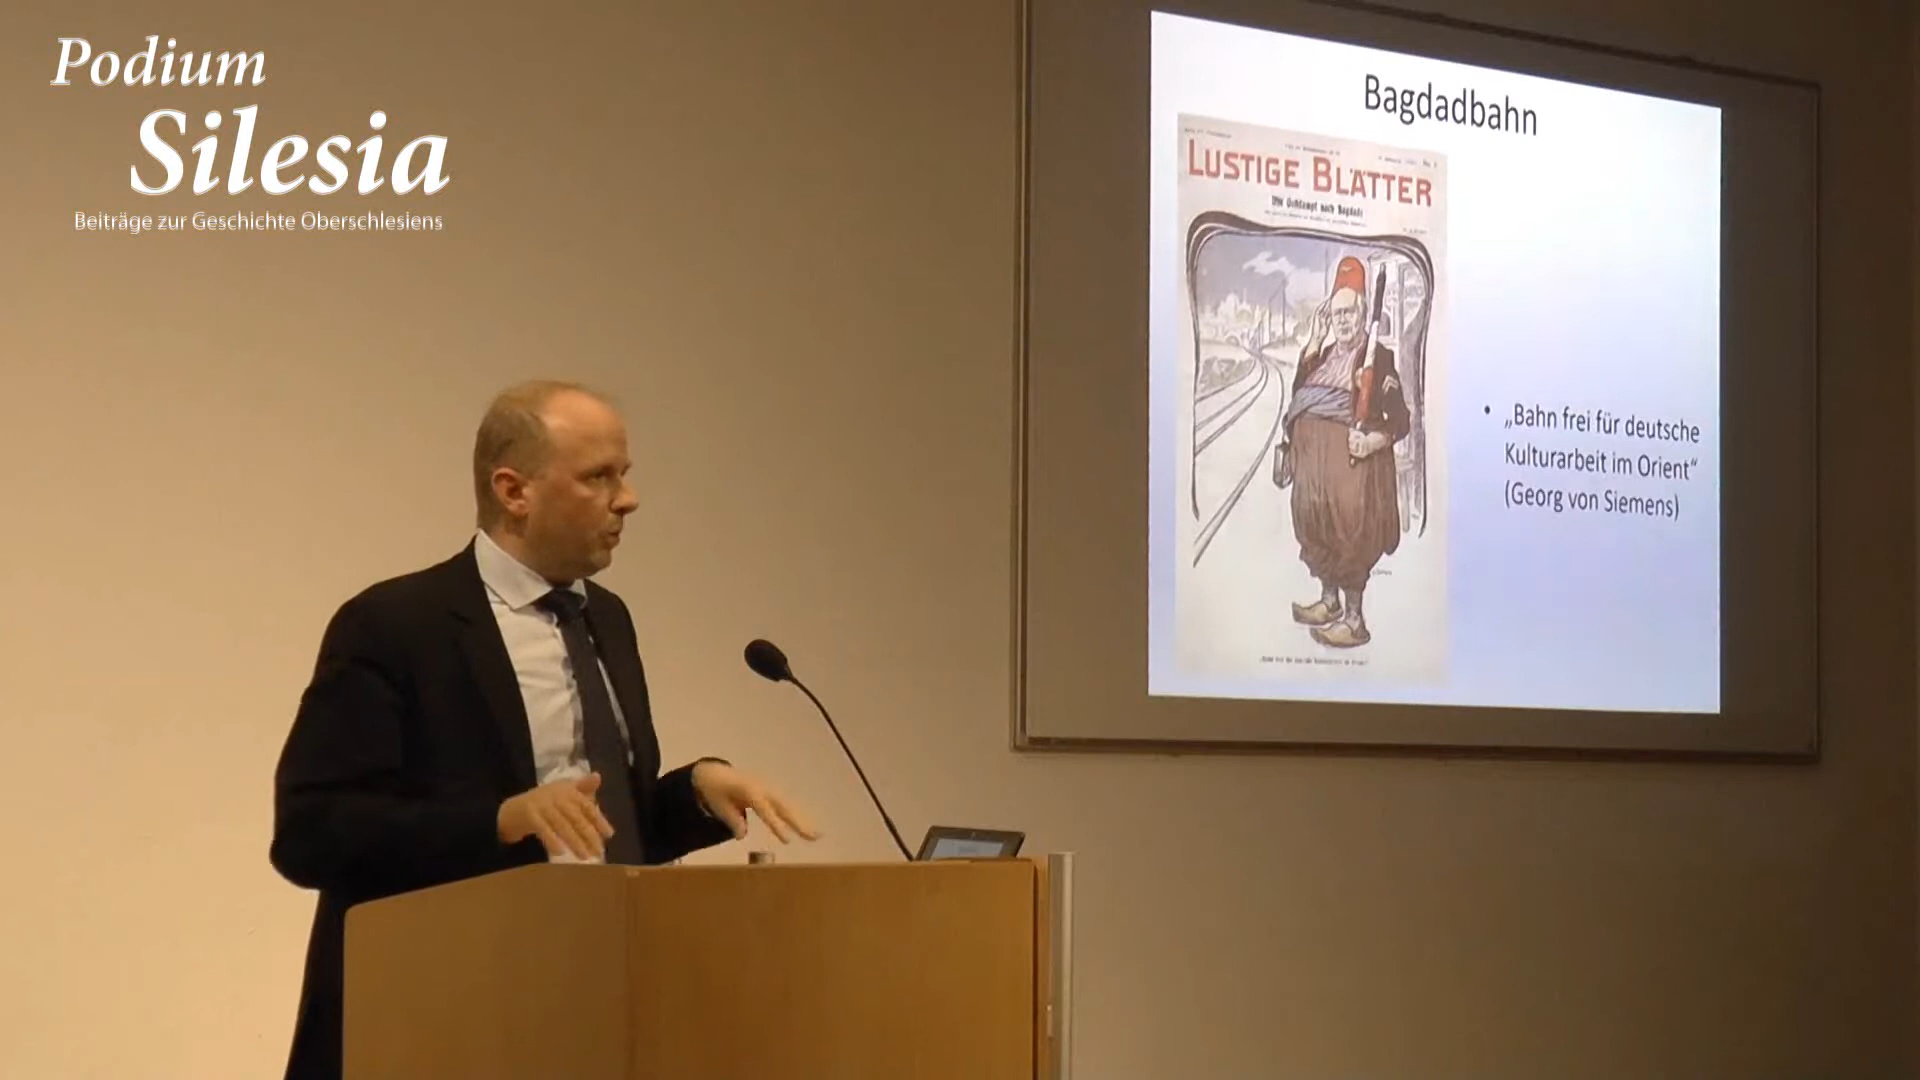 Podium
Silesia
Beiträge zur Geschichte Oberschlesiens
Bagdadbahn
LUSTIGE BLÄTTER
• „Bahn frei für deutsche
Kulturarbeit im Orient“
(Georg von Siemens)